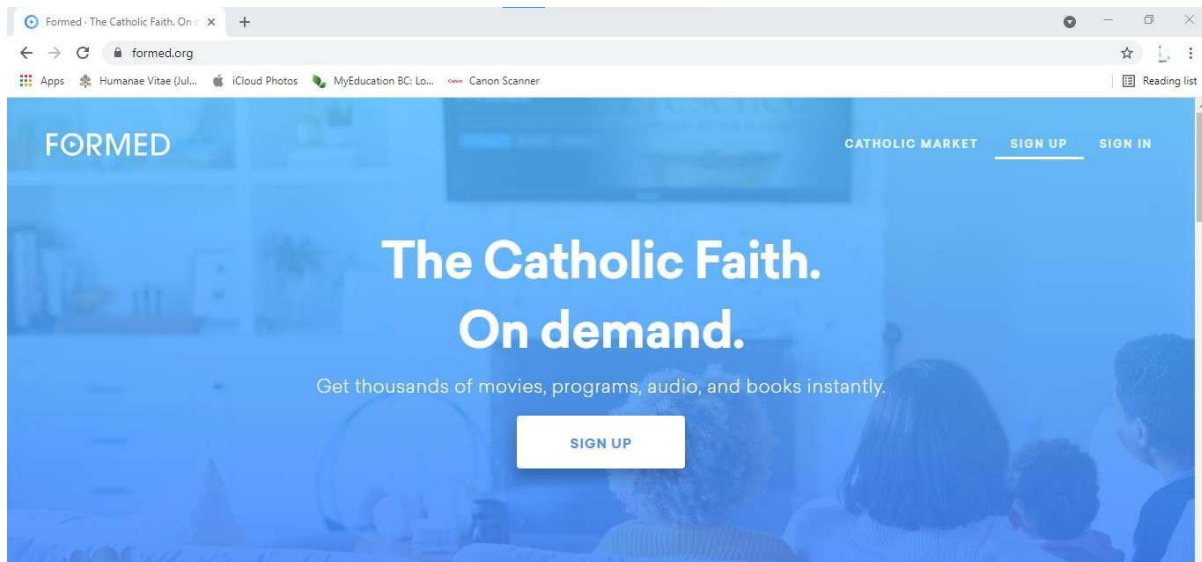 Formed - The Catholic Faith. On
formed.org
Apps Humanae Vitae (Jul... iCloud Photos MyEducation BC: Lo... Canon Canon Scanner Reading list
FORMED CATHOLIC MARKET SIGN UP SIGN IN
The Catholic Faith.
On demand.
Get thousands of movies, programs, audio, and books instantly.
SIGN UP